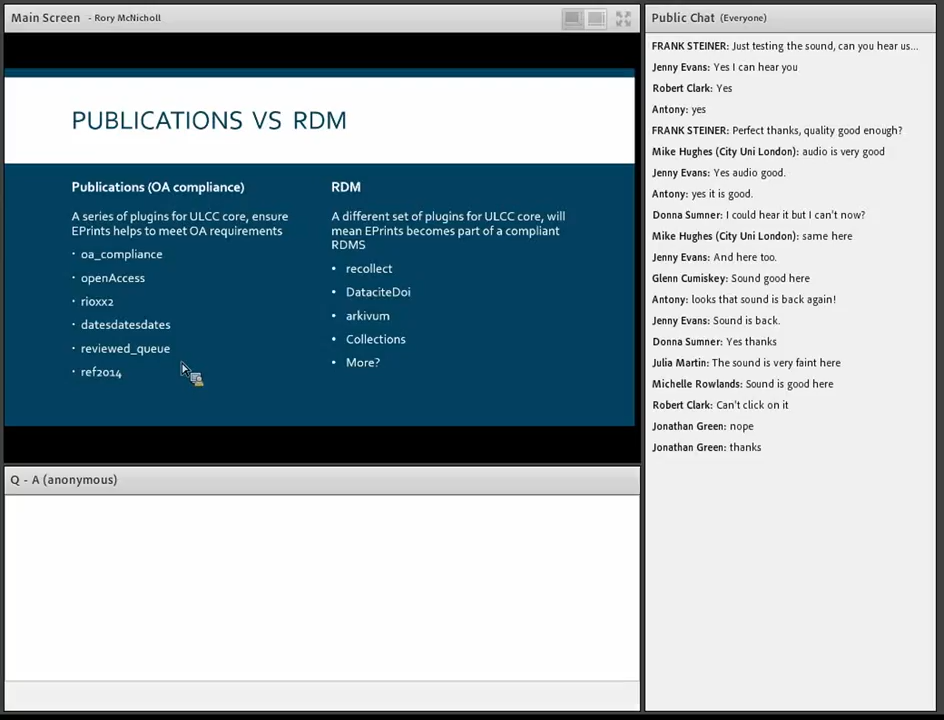 Main Screen - Rory McNicholl
PUBLICATIONS VS RDM
Publications (OA compliance)
A series of plugins for ULCC core, ensure
EPrints helps to meet OA requirements
· oa_compliance
· openAccess
· rioxx2
· datesdatesdates
· reviewed_queue
· ref2014
RDM
A different set of plugins for ULCC core, will
mean EPrints becomes part of a compliant
RDMS
• recollect
• DataciteDoi
• arkivum
• Collections
• More?
Q - A (anonymous)
Public Chat (Everyone)
FRANK STEINER: Just testing the sound, can you hear us...
Jenny Evans: Yes I can hear you
Robert Clark: Yes
Antony: yes
FRANK STEINER: Perfect thanks, quality good enough?
Mike Hughes (City Uni London): audio is very good
Jenny Evans: Yes audio good.
Antony: yes it is good.
Donna Sumner: I could hear it but I can't now?
Mike Hughes (City Uni London): same here
Jenny Evans: And here too.
Glenn Cumiskey: Sound good here
Antony: looks that sound is back again!
Jenny Evans: Sound is back.
Donna Sumner: Yes thanks
Julia Martin: The sound is very faint here
Michelle Rowlands: Sound is good here
Robert Clark: Can't click on it
Jonathan Green: nope
Jonathan Green: thanks